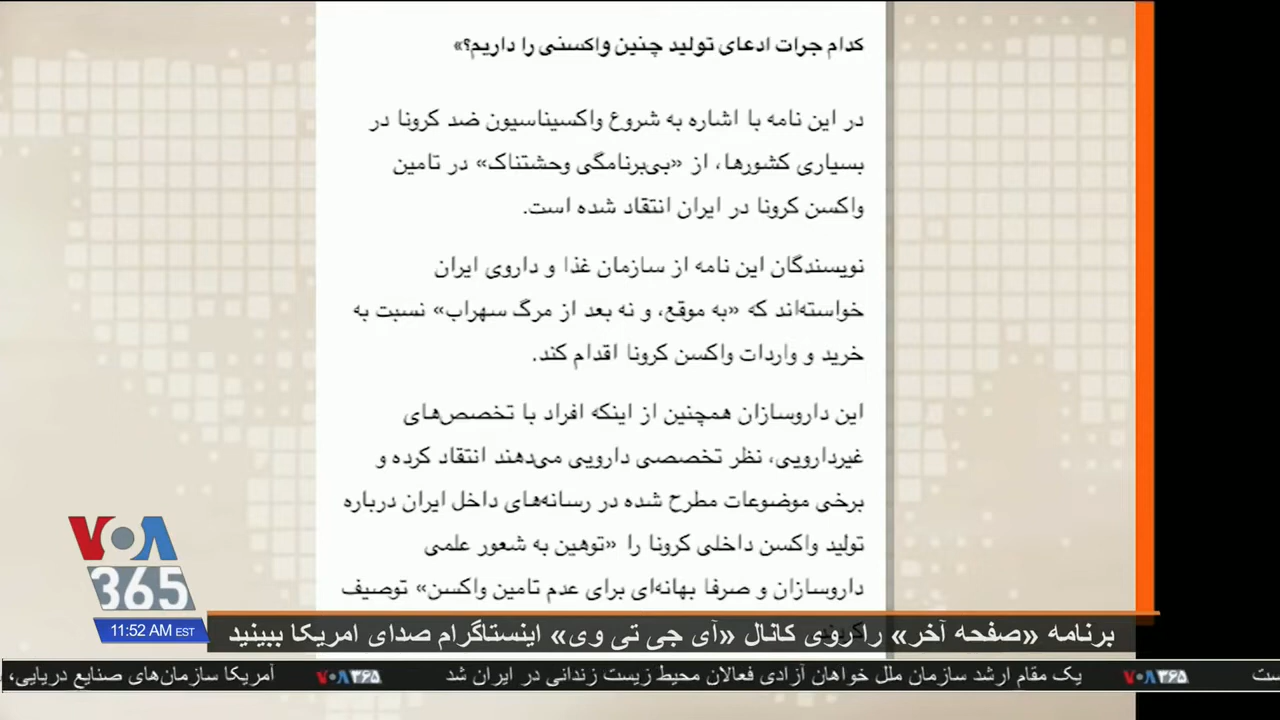 کدام جرات ادعای تولید چنین واکسنی را داریم؟»
در این نامه با اشاره به شروع واکسیناسیون ضد کرونا در
بسیاری کشورها، از «بی‌برنامگی وحشتناک» در تامین
واکسن کرونا در ایران انتقاد شده است.
نویسندگان این نامه از سازمان غذا و داروی ایران
خواسته‌اند که «به موقع، و نه بعد از مرگ سهراب» نسبت به
خرید و واردات واکسن کرونا اقدام کند.
این داروسازان همچنین از اینکه افراد با تخصص‌های
غیردارویی، نظر تخصصی دارویی می‌دهند انتقاد کرده و
برخی موضوعات مطرح شده در رسانه‌های داخل ایران درباره
تولید واکسن داخلی کرونا را «توهین به شعور علمی
داروسازان و صرفا بهانه‌ای برای عدم تامین واکسن» توصیف
VOA
365
11:52 AM EST
برنامه «صفحه آخر» را روی کانال «آی جی تی وی» اینستاگرام صدای امریکا ببینید
ست VOA۳۶۵ یک مقام ارشد سازمان ملل خواهان آزادی فعالان محیط زیست زندانی در ایران شد VOA۳۶۵ آمریکا سازمان‌های صنایع دریایی،